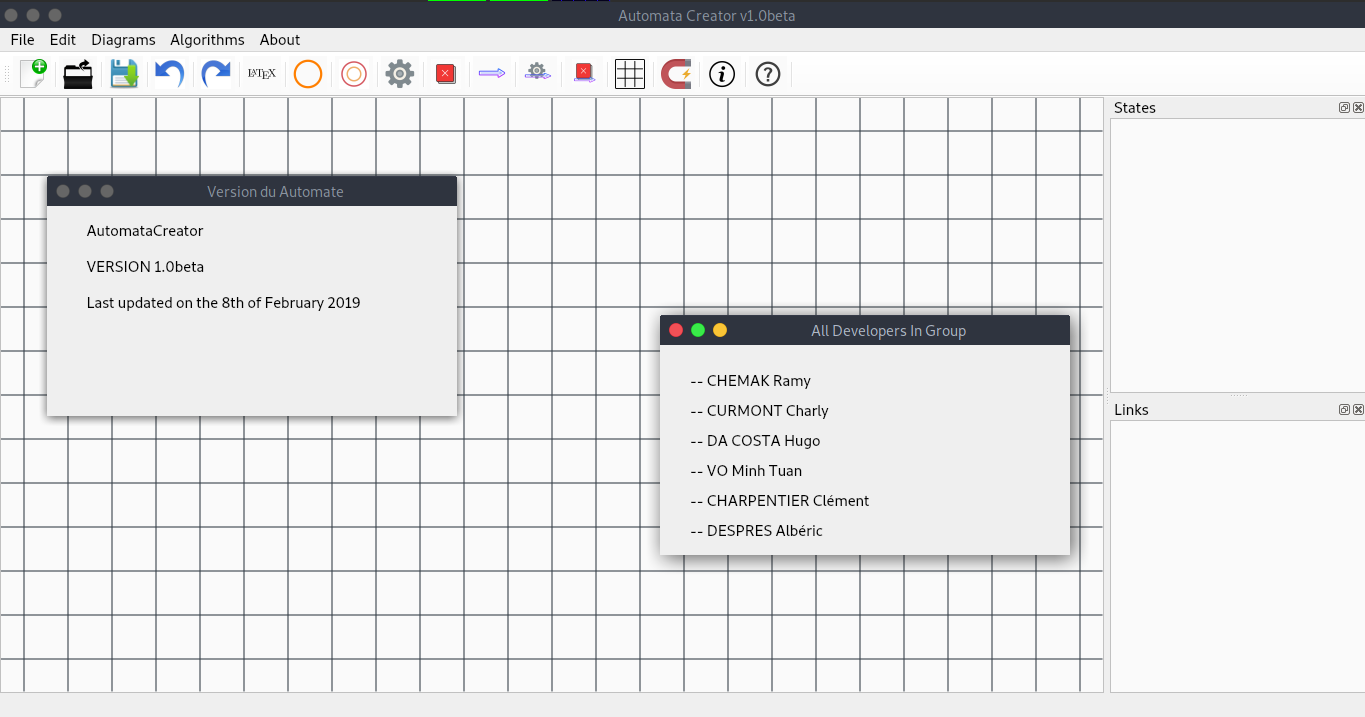 Automata Creator v1.0beta
File Edit Diagrams Algorithms About
LATEX
States
Version du Automate
AutomataCreator
VERSION 1.0beta
Last updated on the 8th of February 2019
All Developers In Group
-- CHEMAK Ramy
-- CURMONT Charly
-- DA COSTA Hugo
-- VO Minh Tuan
-- CHARPENTIER Clément
-- DESPRES Albéric
Links